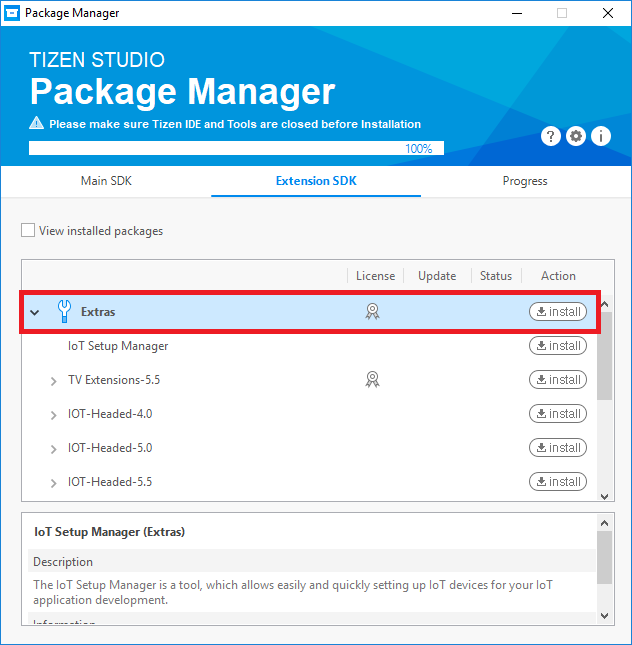 Package Manager
TIZEN STUDIO
Package Manager
Please make sure Tizen IDE and Tools are closed before Installation
100%
Main SDK Extension SDK Progress
View installed packages
License Update Status Action
Extras install
IoT Setup Manager install
TV Extensions-5.5 install
IOT-Headed-4.0 install
IOT-Headed-5.0 install
IOT-Headed-5.5 install
IoT Setup Manager (Extras)
Description
The IoT Setup Manager is a tool, which allows easily and quickly setting up IoT devices for your IoT
application development.
Information